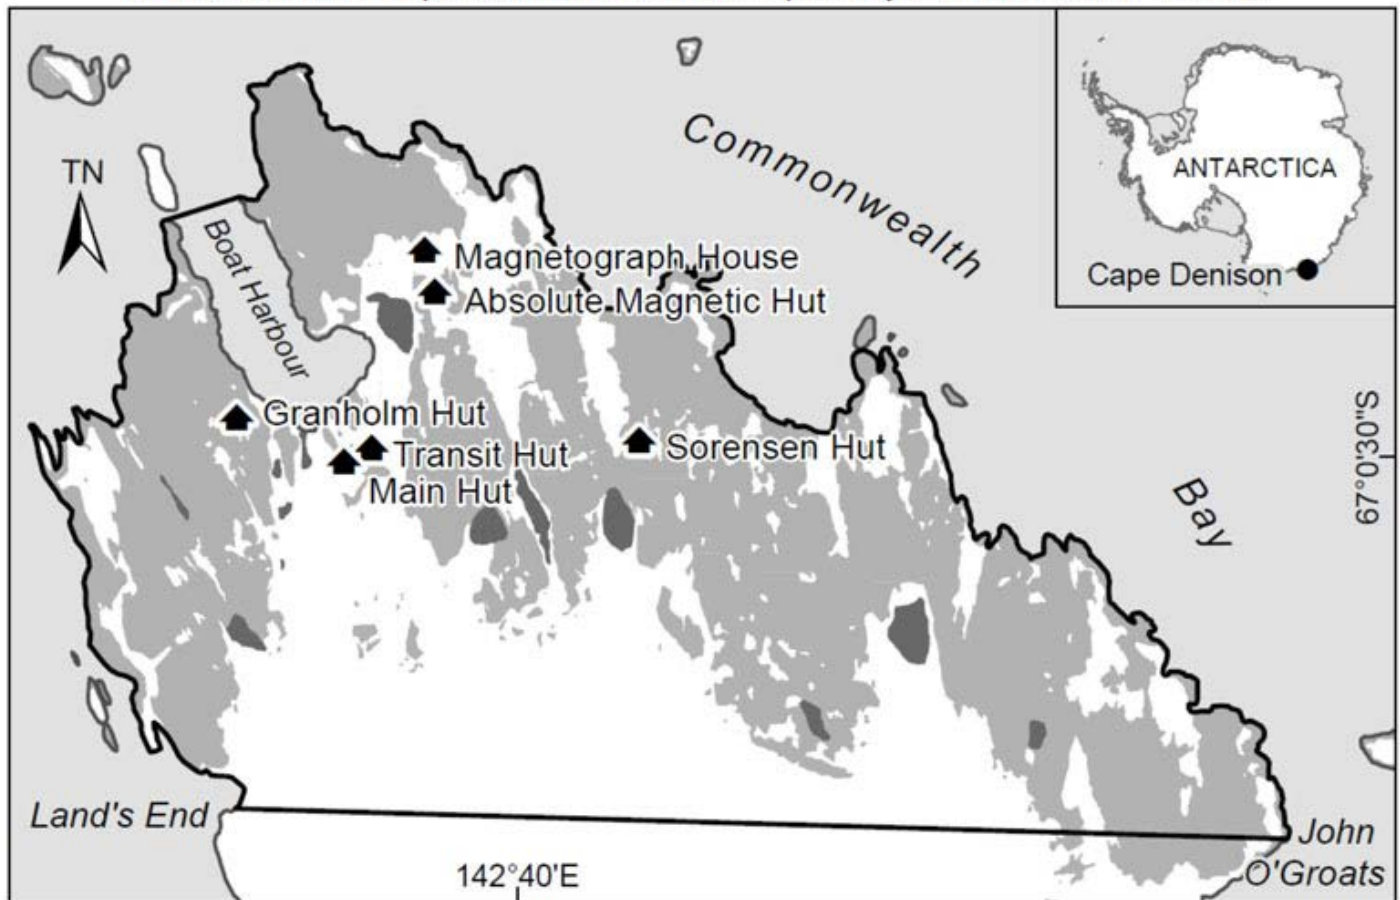 TN
Commonwealth
Bay
ANTARCTICA
Cape Denison
Boat Harbour
Magnetograph House
Absolute Magnetic Hut
Granholm Hut
Transit Hut
Main Hut
Sorensen Hut
67°0'30"S
Land's End
John
O'Groats
142°40'E